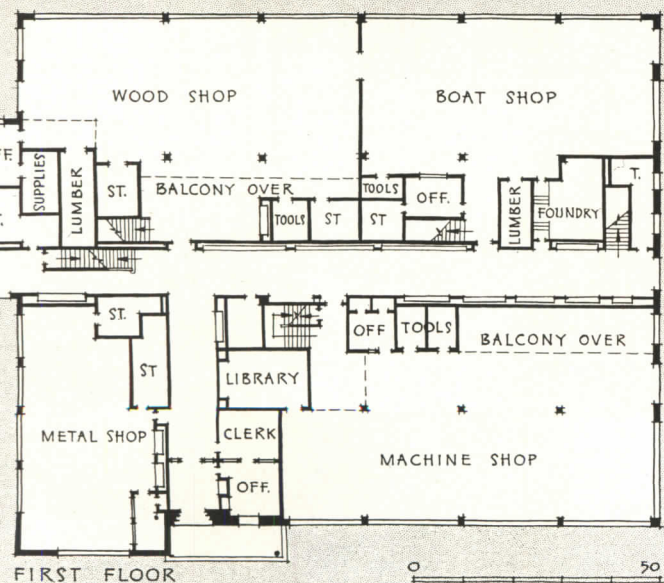 WOOD SHOP
BOAT SHOP
SUPPLIES
LUMBER
ST.
BALCONY OVER
TOOLS
ST
TOOLS
ST
OFF.
LUMBER
FOUNDRY
T.
ST.
ST
OFF
TOOLS
BALCONY OVER
LIBRARY
METAL SHOP
CLERK
OFF.
MACHINE SHOP
FIRST FLOOR
0 50